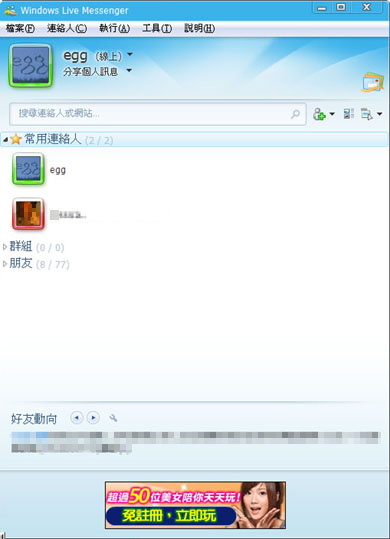 Windows Live Messenger
檔案(F) 連絡人(C) 執行(A) 工具(T) 說明(H)
egg (線上)
分享個人訊息
搜尋連絡人或網站...
常用連絡人 (2 / 2)
egg
群組 (0 / 0)
朋友 (8 / 77)
好友動向
超過50位美女陪你天天玩!
免註冊,立即玩